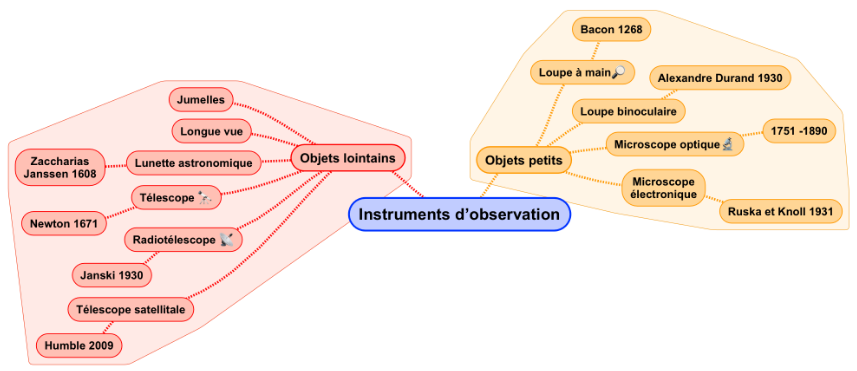 Bacon 1268
Loupe à main
Alexandre Durand 1930
Loupe binoculaire
1751 -1890
Microscope optique
Objets petits
Microscope
électronique
Ruska et Knoll 1931
Instruments d’observation
Objets lointains
Jumelles
Longue vue
Lunette astronomique
Zaccharias
Janssen 1608
Télescope
Newton 1671
Radiotélescope
Janski 1930
Télescope satellitale
Humble 2009